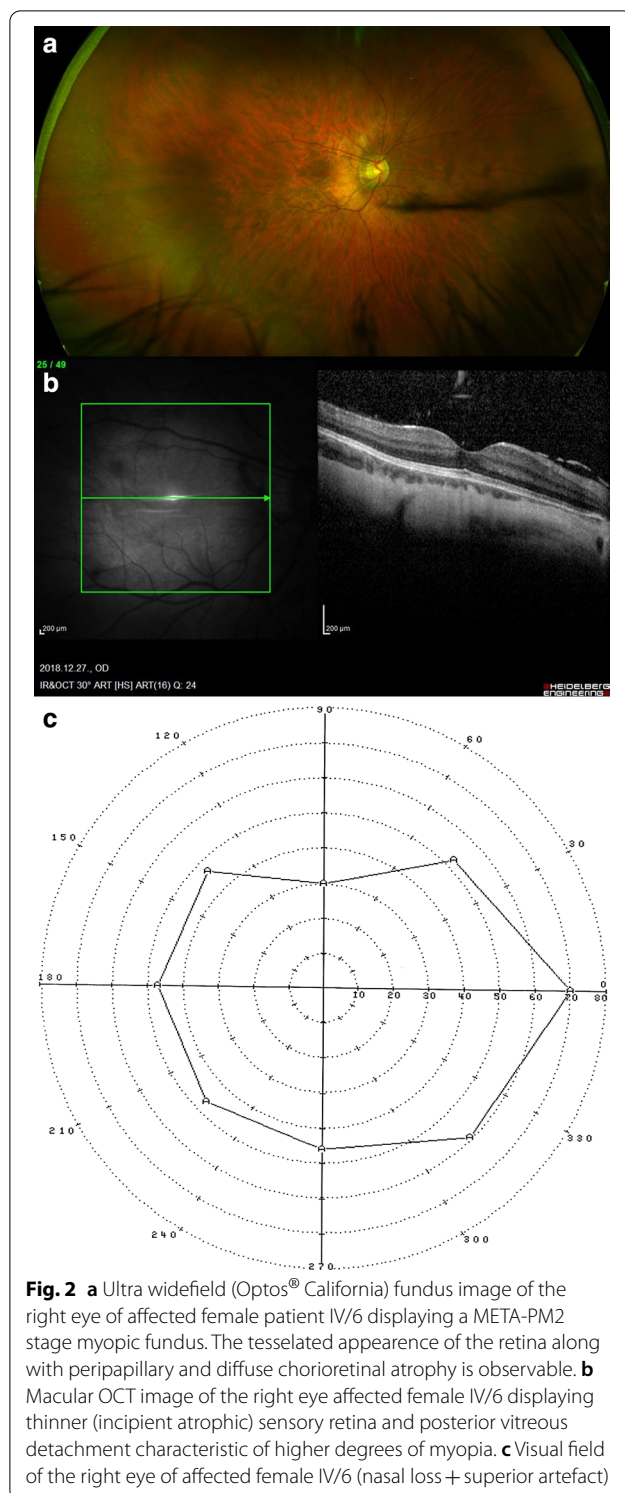 a
25 / 49
b
200 µm
200 µm
2018.12.27., OD
IR&OCT 30° ART [HS] ART(16) Q: 24
HEIDELBERG
ENGINEERING
c
90
120
60
150
30
180
0
10 20 30 40 50 60 70 80
210
330
240
300
270
Fig. 2 a Ultra widefield (Optos® California) fundus image of the
right eye of affected female patient IV/6 displaying a META-PM2
stage myopic fundus. The tesselated appearence of the retina along
with peripapillary and diffuse chorioretinal atrophy is observable. b
Macular OCT image of the right eye affected female IV/6 displaying
thinner (incipient atrophic) sensory retina and posterior vitreous
detachment characteristic of higher degrees of myopia. c Visual field
of the right eye of affected female IV/6 (nasal loss + superior artefact)